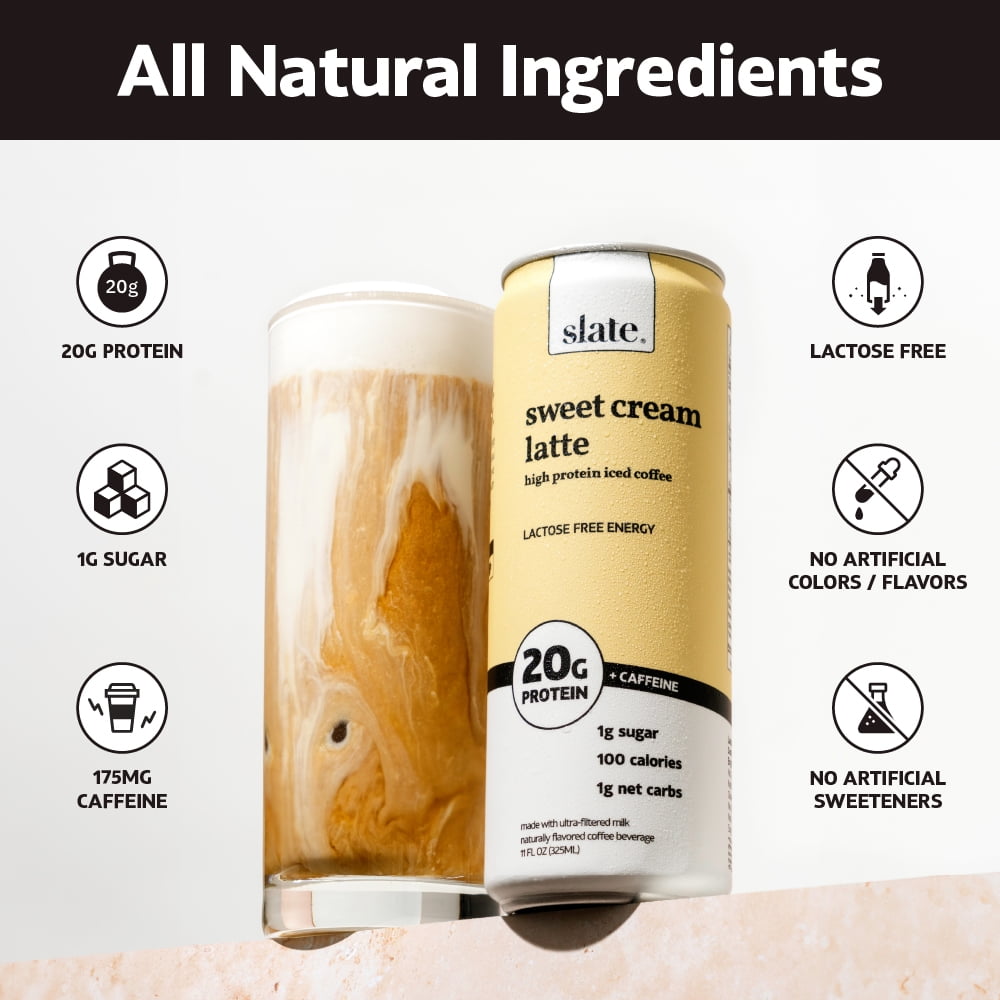 All Natural Ingredients
20g
20G PROTEIN
1G SUGAR
175MG
CAFFEINE
slate®
sweet cream
latte
high protein iced coffee
LACTOSE FREE ENERGY
20G
PROTEIN
+ CAFFEINE
1g sugar
100 calories
1g net carbs
made with ultra-filtered milk
naturally flavored coffee beverage
11 FL OZ (325ML)
LACTOSE FREE
NO ARTIFICIAL
COLORS / FLAVORS
NO ARTIFICIAL
SWEETENERS